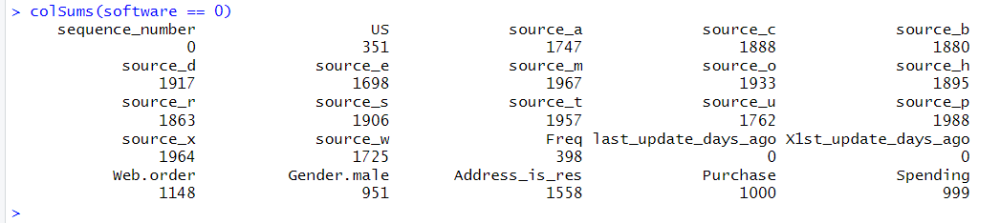 > colSums(software == 0)
sequence_number US source_a source_c source_b
0 351 1747 1888 1880
source_d source_e source_m source_o source_h
1917 1698 1967 1933 1895
source_r source_s source_t source_u source_p
1863 1906 1957 1762 1988
source_x source_w Freq last_update_days_ago X1st_update_days_ago
1964 1725 398 0 0
Web.order Gender.male Address_is_res Purchase Spending
1148 951 1558 1000 999
>